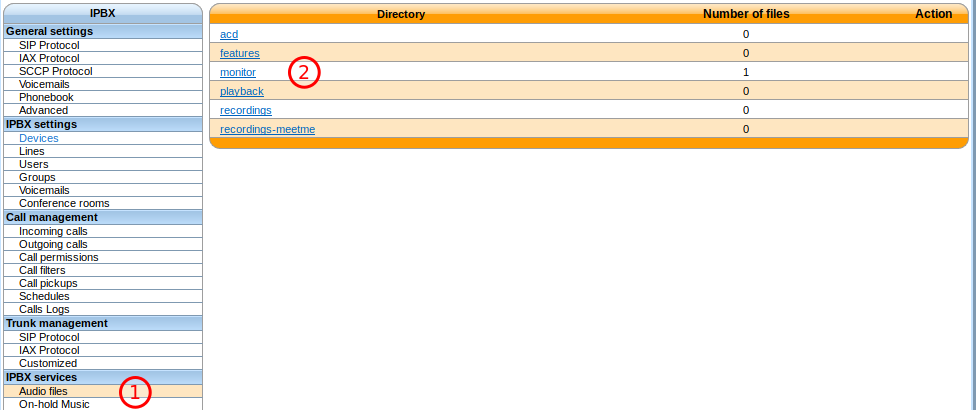 IPBX
General settings
SIP Protocol
IAX Protocol
SCCP Protocol
Voicemails
Phonebook
Advanced
IPBX settings
Devices
Lines
Users
Groups
Voicemails
Conference rooms
Call management
Incoming calls
Outgoing calls
Call permissions
Call filters
Call pickups
Schedules
Calls Logs
Trunk management
SIP Protocol
IAX Protocol
Customized
IPBX services
Audio files 1
On-hold Music
Directory Number of files Action
acd 0
features 0
monitor 2 1
playback 0
recordings 0
recordings-meetme 0